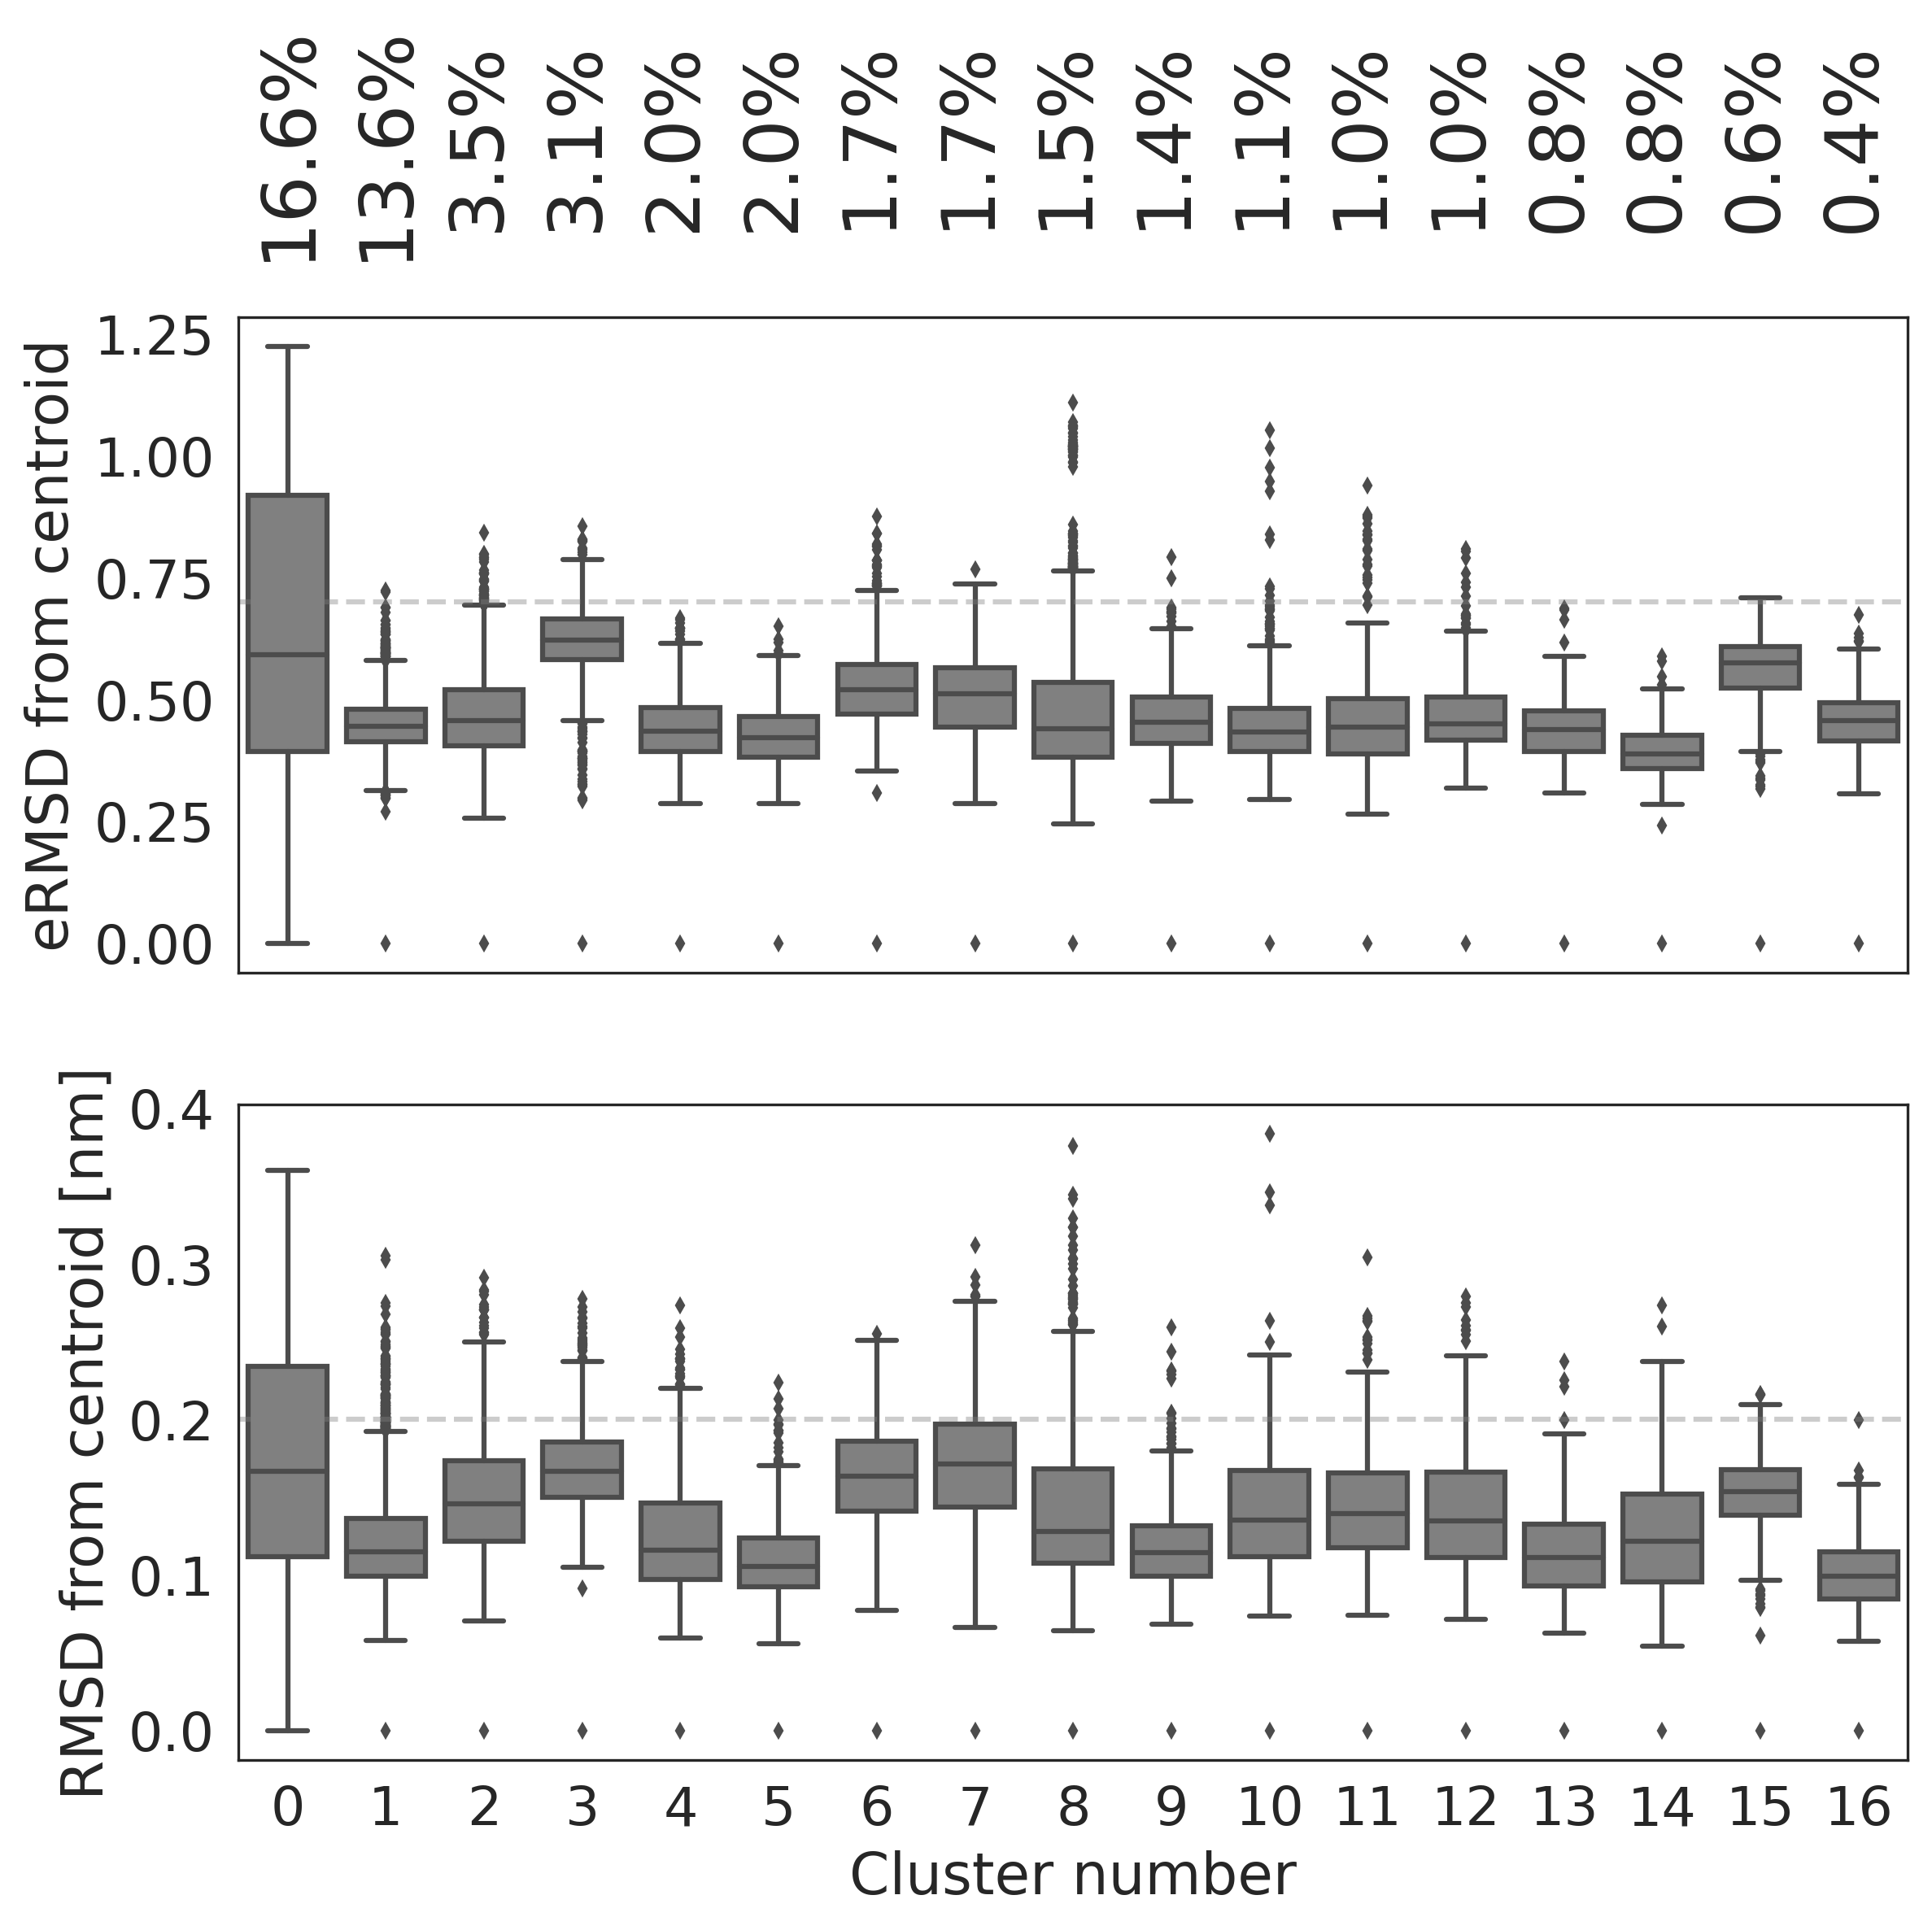 16.6% 13.6% 3.5% 3.1% 2.0% 2.0% 1.7% 1.7% 1.5% 1.4% 1.1% 1.0% 1.0% 0.8% 0.8% 0.6% 0.4%
eRMSD from centroid
1.25
1.00
0.75
0.50
0.25
0.00
RMSD from centroid [nm]
0.4
0.3
0.2
0.1
0.0
0 1 2 3 4 5 6 7 8 9 10 11 12 13 14 15 16
Cluster number